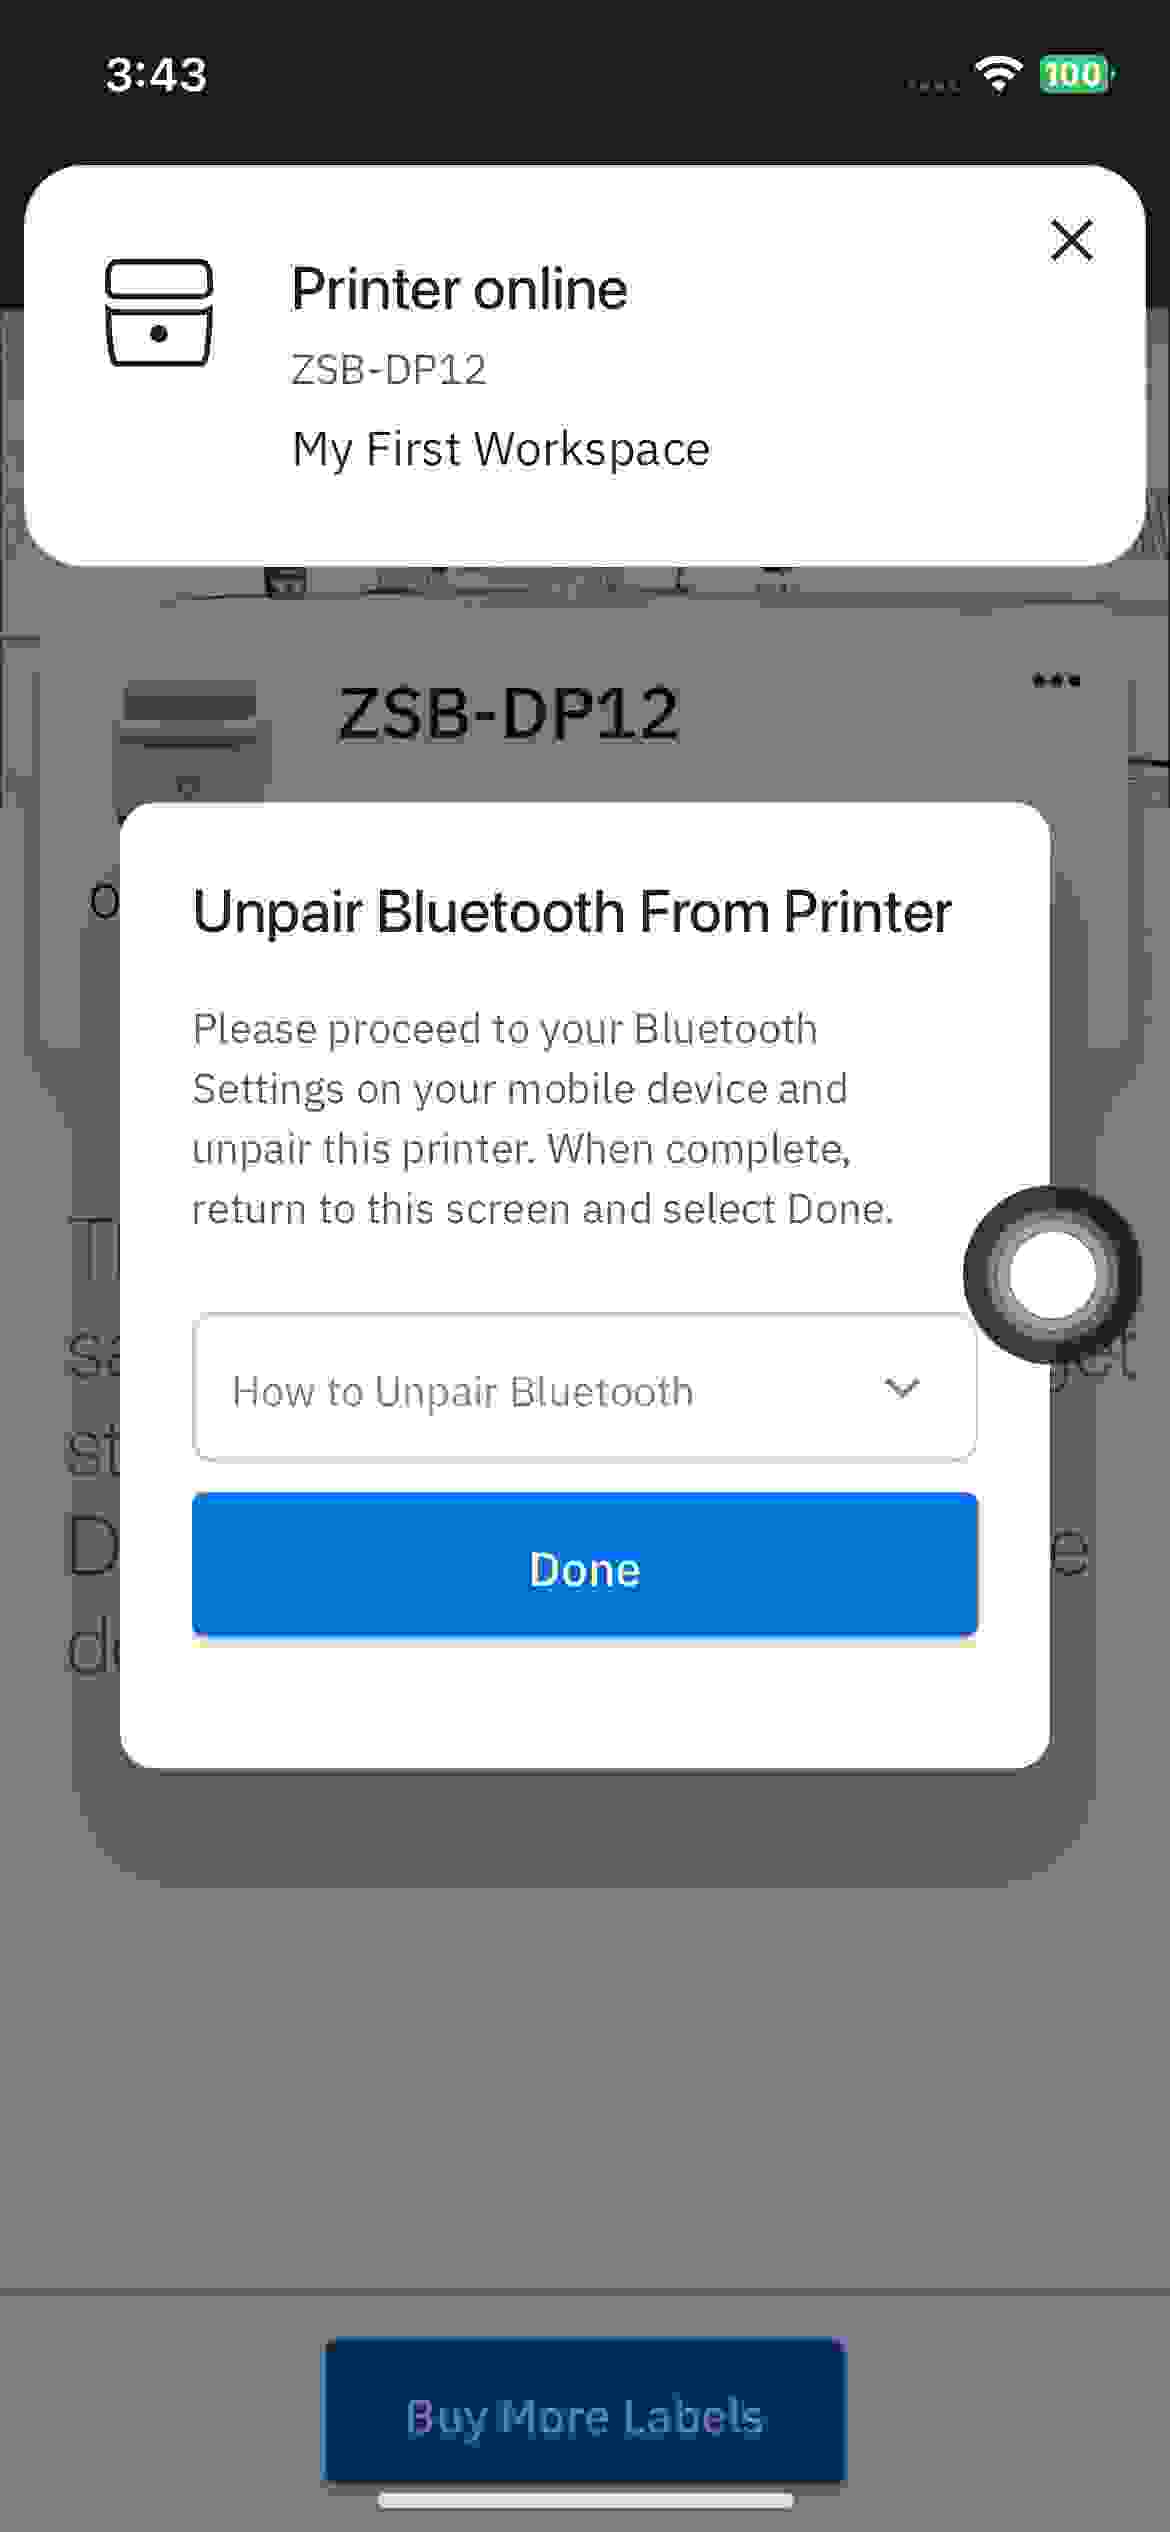 3:43
100
Printer online
ZSB-DP12
My First Workspace
ZSB-DP12
Unpair Bluetooth From Printer
Please proceed to your Bluetooth
Settings on your mobile device and
unpair this printer. When complete,
return to this screen and select Done.
How to Unpair Bluetooth
Done
Buy More Labels